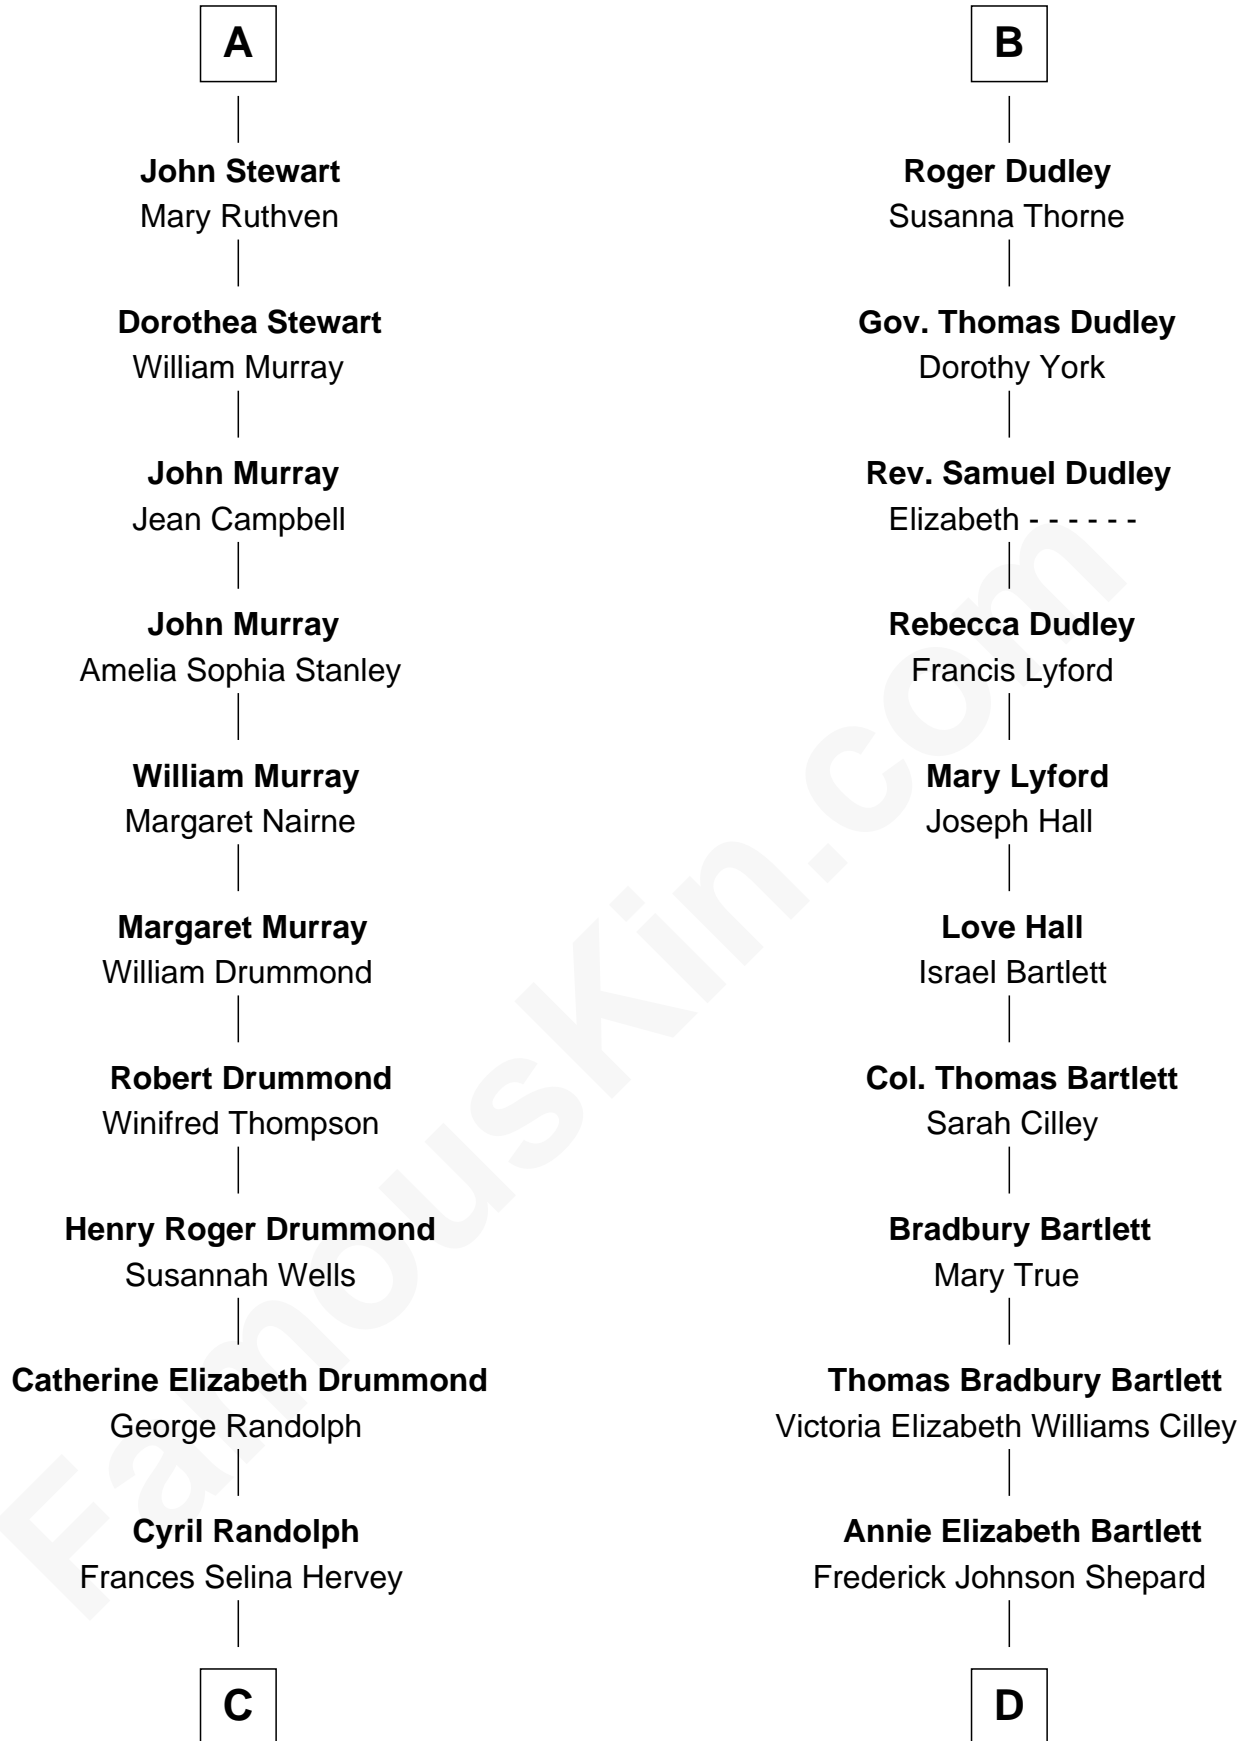 A
John Stewart
Mary Ruthven
Dorothea Stewart
William Murray
John Murray
Jean Campbell
John Murray
Amelia Sophia Stanley
William Murray
Margaret Nairne
Margaret Murray
William Drummond
Robert Drummond
Winifred Thompson
Henry Roger Drummond
Susannah Wells
Catherine Elizabeth Drummond
George Randolph
Cyril Randolph
Frances Selina Hervey
C
B
Roger Dudley
Susanna Thorne
Gov. Thomas Dudley
Dorothy York
Rev. Samuel Dudley
Elizabeth - - - - - -
Rebecca Dudley
Francis Lyford
Mary Lyford
Joseph Hall
Love Hall
Israel Bartlett
Col. Thomas Bartlett
Sarah Cilley
Bradbury Bartlett
Mary True
Thomas Bradbury Bartlett
Victoria Elizabeth Williams Cilley
Annie Elizabeth Bartlett
Frederick Johnson Shepard
D
FamousKin.com